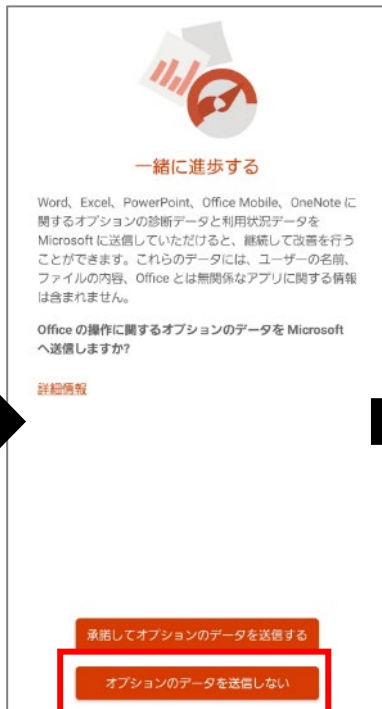 一緒に進歩する
Word、Excel、PowerPoint、Office Mobile、OneNote に
関するオプションの診断データと利用状況データを
Microsoft に送信していただけると、継続して改善を行う
ことができます。これらのデータには、ユーザーの名前、
ファイルの内容、Office とは無関係なアプリに関する情報
は含まれません。
Office の操作に関するオプションのデータを Microsoft
へ送信しますか?
詳細情報
承諾してオプションのデータを送信する
オプションのデータを送信しない